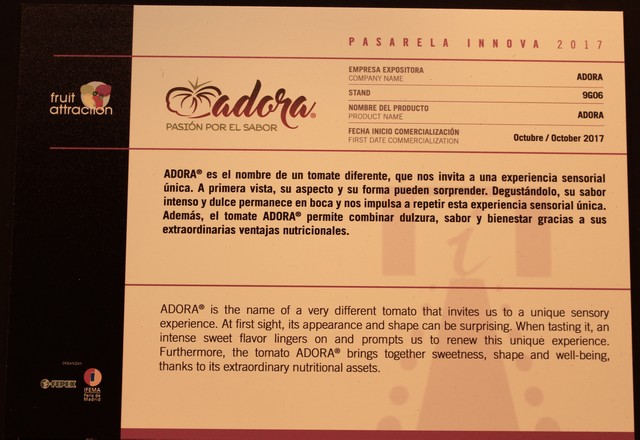 PASARELA INNOVA 2017
fruit
attraction
adora®
PASIÓN POR EL SABOR
EMPRESA EXPOSITORA
COMPANY NAME
ADORA
STAND
9G06
NOMBRE DEL PRODUCTO
PRODUCT NAME
ADORA
FECHA INICIO COMERCIALIZACIÓN
FIRST DATE COMMERCIALIZATION
Octubre / October 2017
ADORA® es el nombre de un tomate diferente, que nos invita a una experiencia sensorial
única. A primera vista, su aspecto y su forma pueden sorprender. Degustándolo, su sabor
intenso y dulce permanece en boca y nos impulsa a repetir esta experiencia sensorial única.
Además, el tomate ADORA® permite combinar dulzura, sabor y bienestar gracias a sus
extraordinarias ventajas nutricionales.
ADORA® is the name of a very different tomato that invites us to a unique sensory
experience. At first sight, its appearance and shape can be surprising. When tasting it, an
intense sweet flavor lingers on and prompts us to renew this unique experience.
Furthermore, the tomato ADORA® brings together sweetness, shape and well-being,
thanks to its extraordinary nutritional assets.
ORGANIZAN
FEPEX
IFEMA
Feria de
Madrid